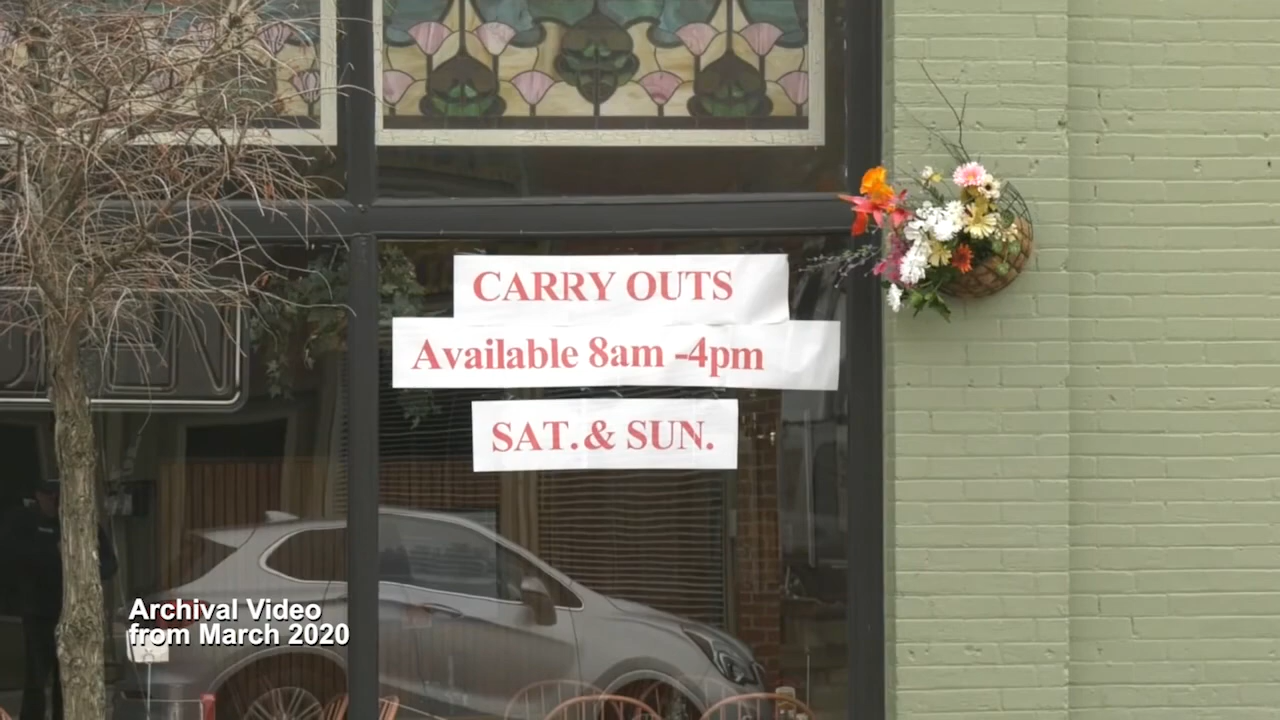 CARRY OUTS
Available 8am -4pm
SAT. & SUN.
Archival Video
from March 2020